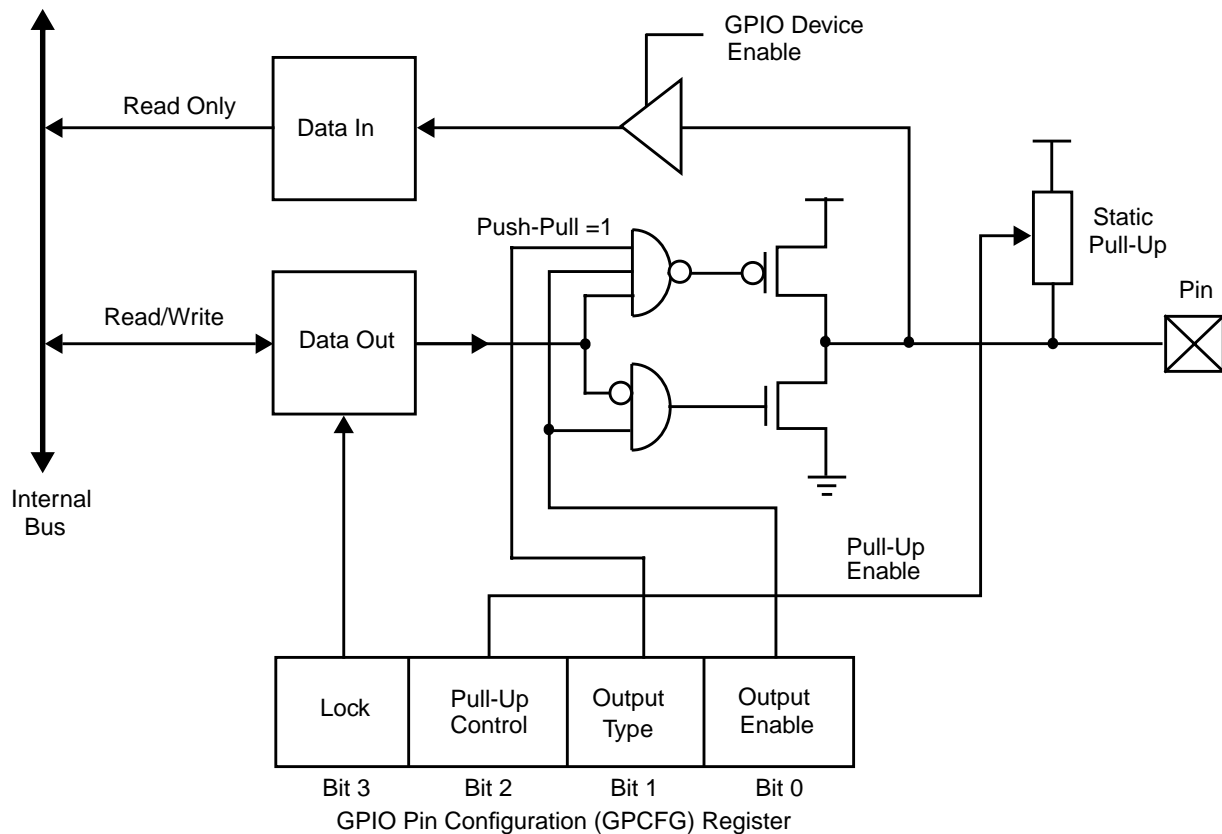 GPIO Device
Enable
Read Only
Data In
Push-Pull =1
Static
Pull-Up
Pin
Read/Write
Data Out
Internal
Bus
Pull-Up
Enable
Lock
Pull-Up
Control
Output
Type
Output
Enable
Bit 3
Bit 2
Bit 1
Bit 0
GPIO Pin Configuration (GPCFG) Register